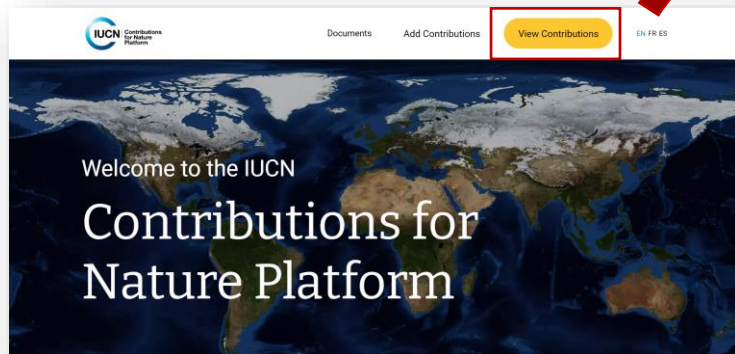 IUCN Contributions
for Nature
Platform
Documents Add Contributions View Contributions EN FR ES
Welcome to the IUCN
Contributions for
Nature Platform